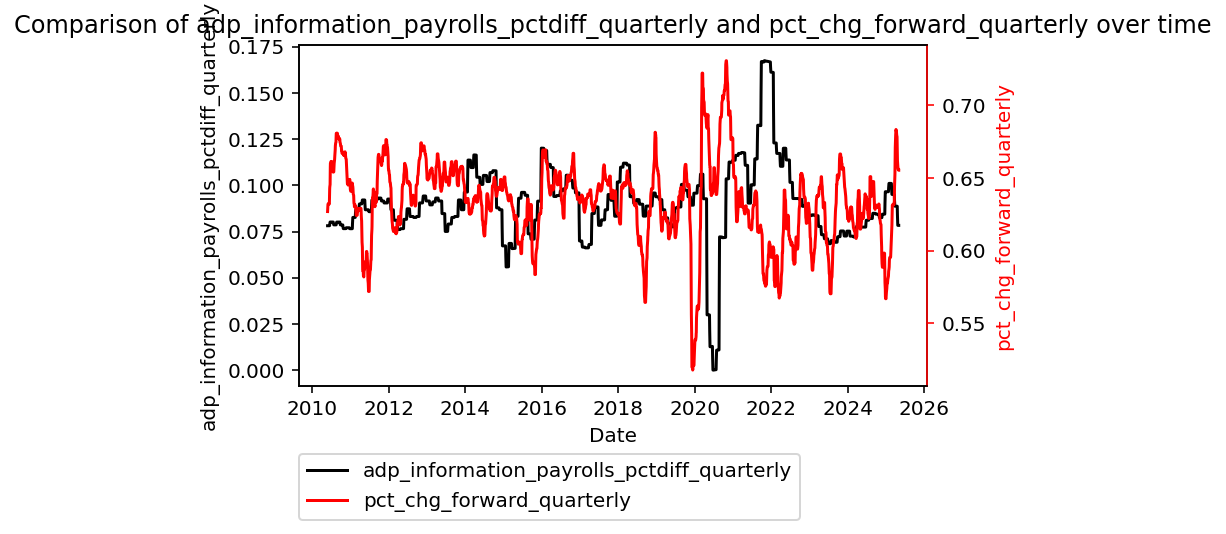 Comparison of adp_information_payrolls_pctdiff_quarterly and pct_chg_forward_quarterly over time
adp_information_payrolls_pctdiff_quarterly
0.175
0.150
0.125
0.100
0.075
0.050
0.025
0.000
0.70
0.65
0.60
0.55
pct_chg_forward_quarterly
2010 2012 2014 2016 2018 2020 2022 2024 2026
Date
adp_information_payrolls_pctdiff_quarterly
pct_chg_forward_quarterly